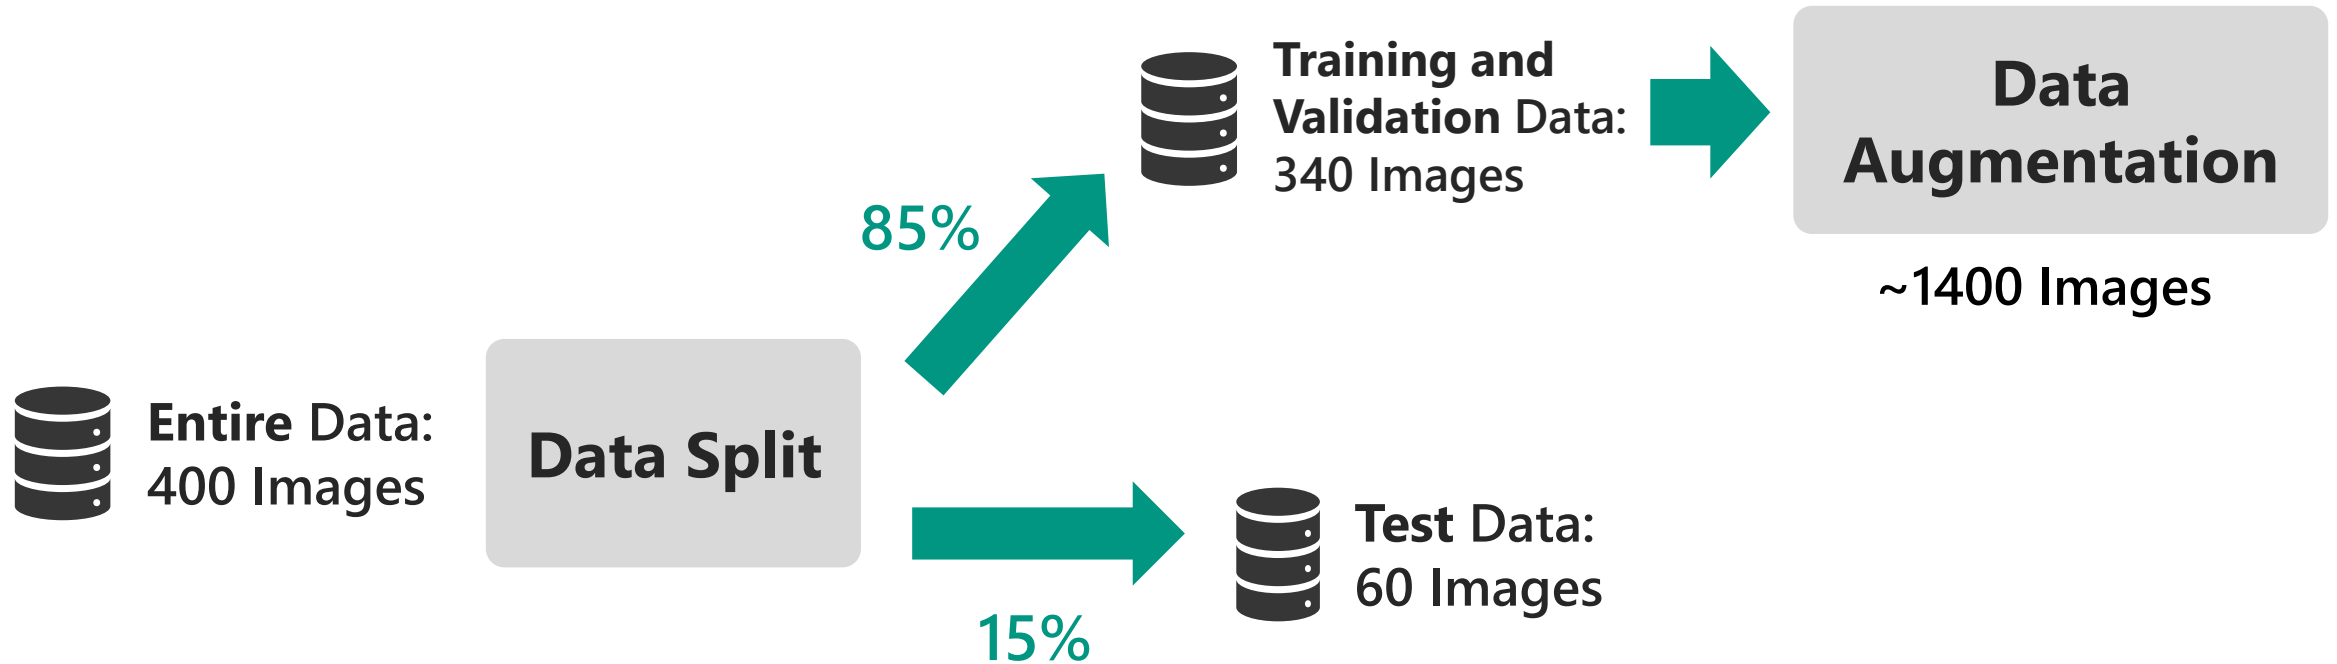 Entire Data:
400 Images
Data Split
85%
Training and
Validation Data:
340 Images
Data
Augmentation
~1400 Images
15%
Test Data:
60 Images